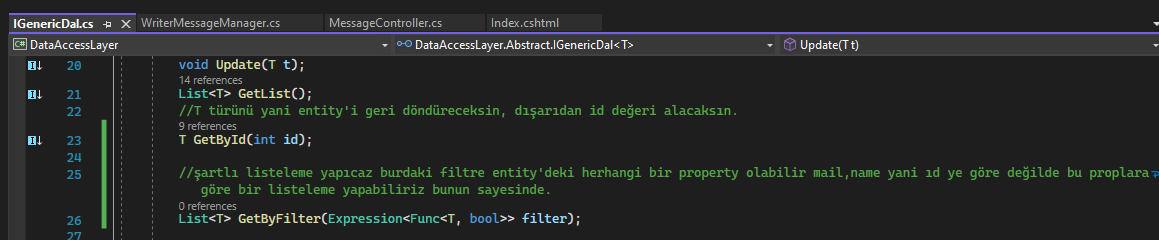 IGenericDal.cs WriterMessageManager.cs MessageController.cs Index.cshtml
C# DataAccessLayer DataAccessLayer.Abstract.IGenericDal<T> Update(T t)
20 void Update(T t);
14 references
21 List<T> GetList();
22 //T türünü yani entity'i geri döndüreceksin, dışarıdan id değeri alacaksın.
9 references
23 T GetById(int id);
24
25 //şartlı listeleme yapıcaz burdaki filtre entity'deki herhangi bir property olabilir mail,name yani ıd ye göre değilde bu proplara
göre bir listeleme yapabiliriz bunun sayesinde.
0 references
26 List<T> GetByFilter(Expression<Func<T, bool>> filter);
27